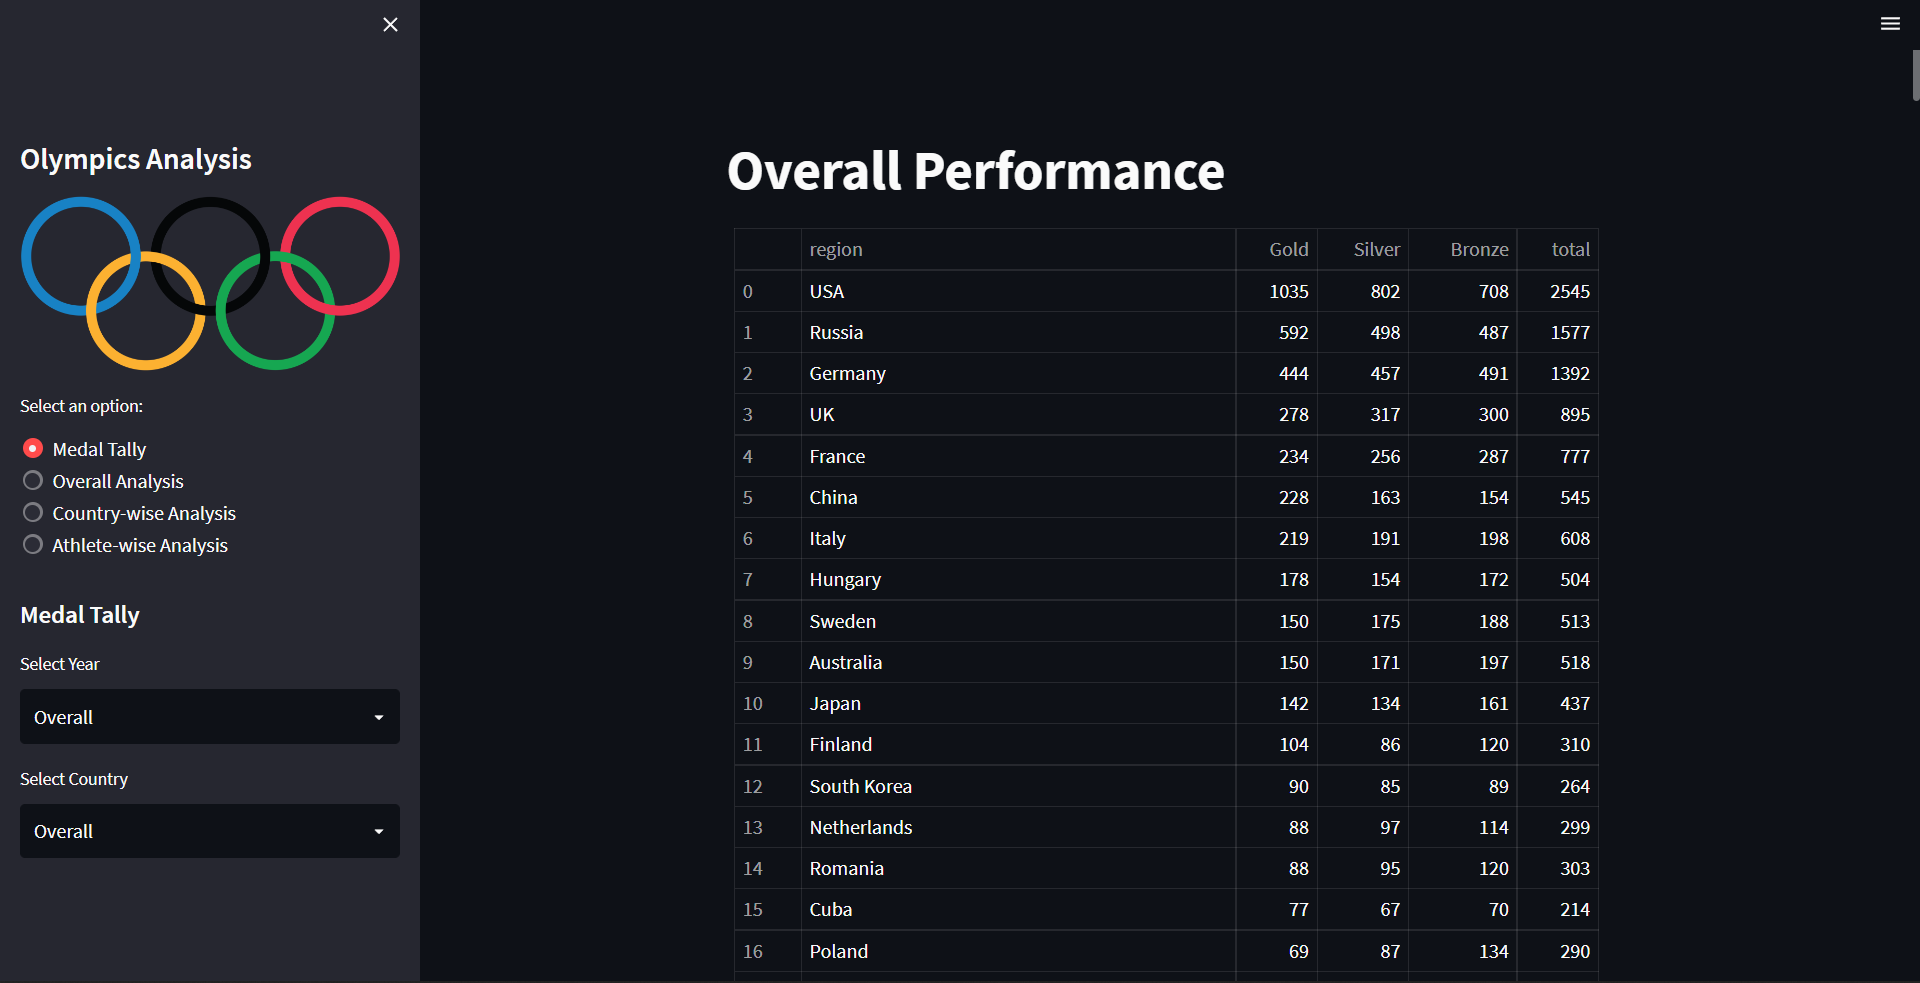 Olympics Analysis
Select an option:
Medal Tally
Overall Analysis
Country-wise Analysis
Athlete-wise Analysis
Medal Tally
Select Year
Overall
Select Country
Overall
Overall Performance
region Gold Silver Bronze total
0 USA 1035 802 708 2545
1 Russia 592 498 487 1577
2 Germany 444 457 491 1392
3 UK 278 317 300 895
4 France 234 256 287 777
5 China 228 163 154 545
6 Italy 219 191 198 608
7 Hungary 178 154 172 504
8 Sweden 150 175 188 513
9 Australia 150 171 197 518
10 Japan 142 134 161 437
11 Finland 104 86 120 310
12 South Korea 90 85 89 264
13 Netherlands 88 97 114 299
14 Romania 88 95 120 303
15 Cuba 77 67 70 214
16 Poland 69 87 134 290